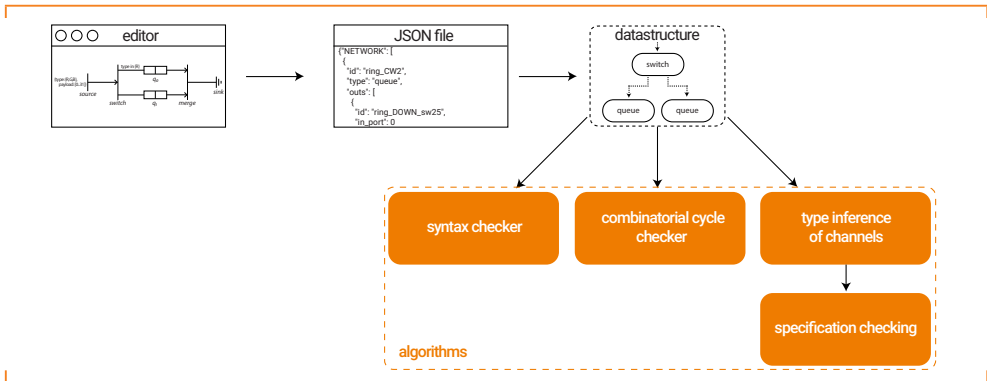 editor
type in {R}
type:{RGB},
payload:[0..31]
source
switch
q₀
q₁
merge
sink
JSON file
{"NETWORK": [
{
"id": "ring_CW2",
"type": "queue",
"outs": [
{
"id": "ring_DOWN_sw25",
"in_port": 0
datastructure
switch
queue
queue
syntax checker
combinatorial cycle
checker
type inference
of channels
specification checking
algorithms